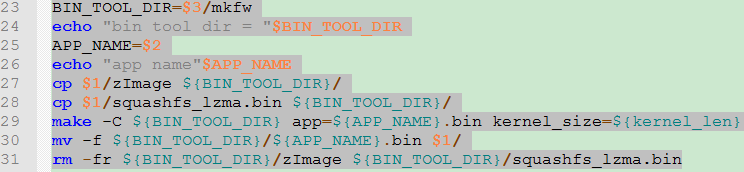 23 BIN_TOOL_DIR=$3/mkfw
24 echo "bin tool dir = "$BIN_TOOL_DIR
25 APP_NAME=$2
26 echo "app name"$APP_NAME
27 cp $1/zImage ${BIN_TOOL_DIR}/
28 cp $1/squashfs_lzma.bin ${BIN_TOOL_DIR}/
29 make -C ${BIN_TOOL_DIR} app=${APP_NAME}.bin kernel_size=${kernel_len}
30 mv -f ${BIN_TOOL_DIR}/${APP_NAME}.bin $1/
31 rm -fr ${BIN_TOOL_DIR}/zImage ${BIN_TOOL_DIR}/squashfs_lzma.bin